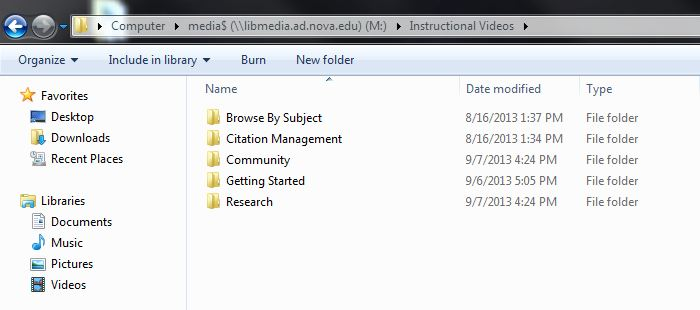 Computer ▸ media$ (\\libmedia.ad.nova.edu) (M:) ▸ Instructional Videos ▸
Organize ▾ Include in library ▾ Burn New folder
Name Date modified Type
Favorites
Desktop
Downloads
Recent Places
Libraries
Documents
Music
Pictures
Videos
Browse By Subject 8/16/2013 1:37 PM File folder
Citation Management 8/16/2013 1:34 PM File folder
Community 9/7/2013 4:24 PM File folder
Getting Started 9/6/2013 5:05 PM File folder
Research 9/7/2013 4:24 PM File folder